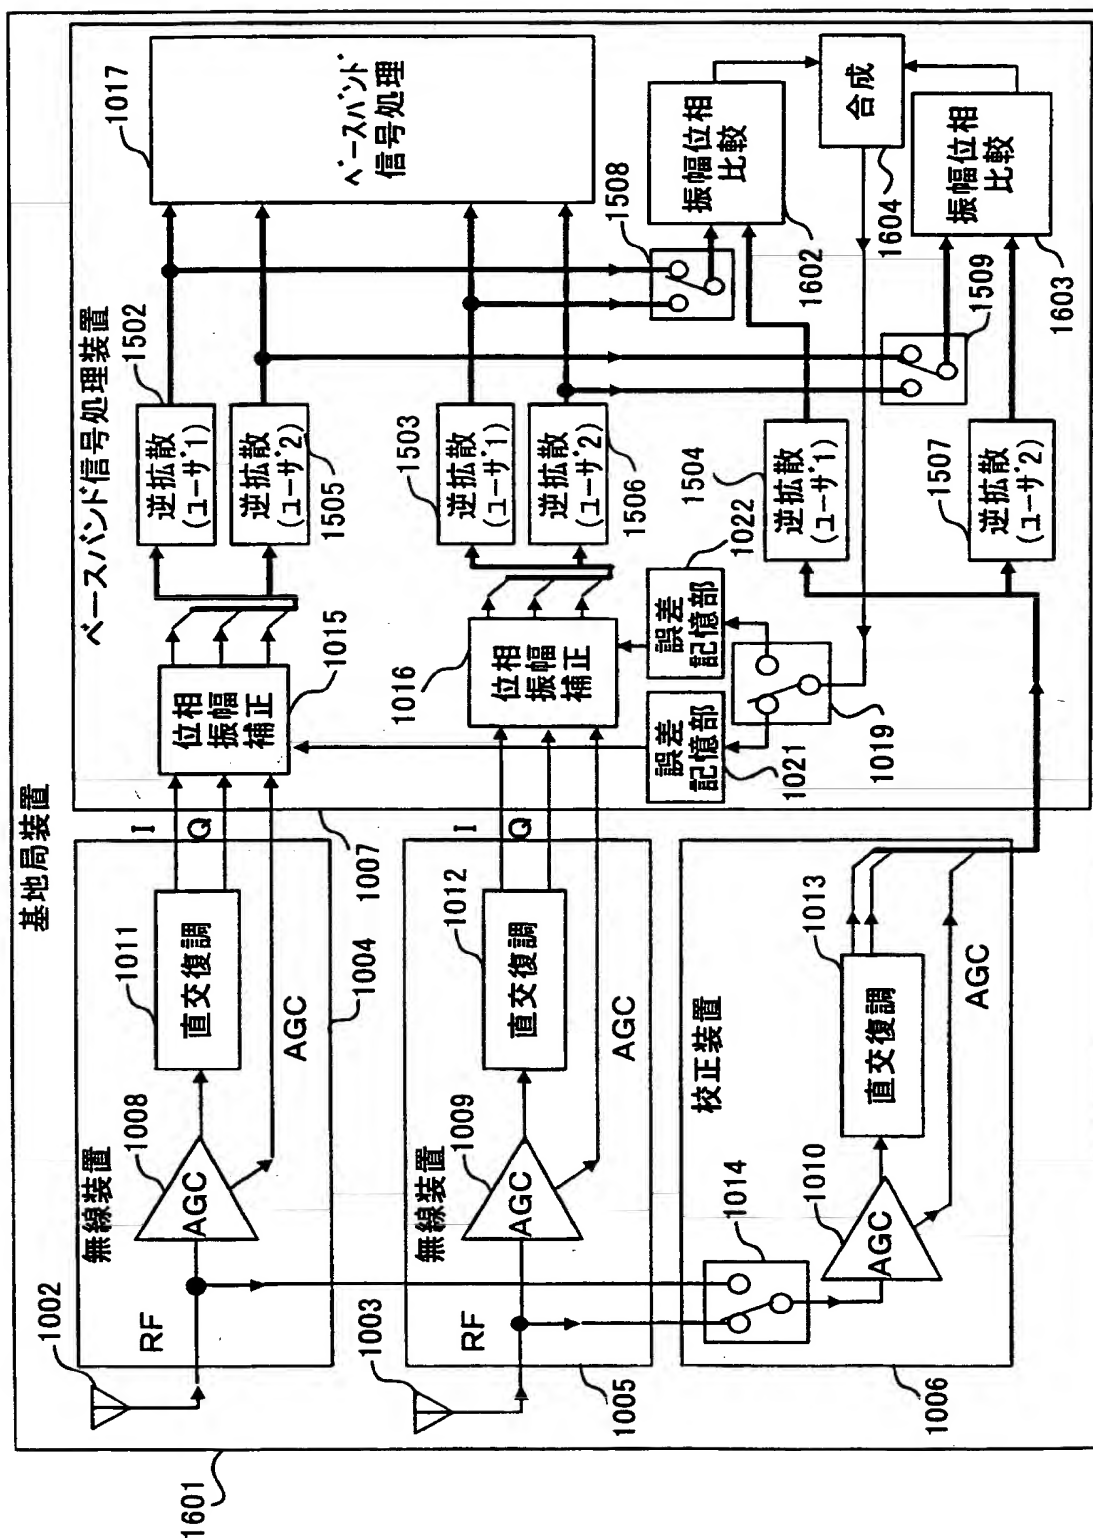 基地局装置
1601
1002
RF
無線装置
1008
AGC
1011
直交復調
1004
AGC
I
Q
1007
1003
RF
無線装置
1009
AGC
1012
直交復調
1005
AGC
I
Q
校正装置
1014
1010
AGC
1013
直交復調
AGC
1006
ベースバンド信号処理装置
1015
位相
振幅
補正
1502
逆拡散
(ユーザ1)
逆拡散
(ユーザ2)
1505
1017
ベースバンド
信号処理
1016
位相
振幅
補正
1503
逆拡散
(ユーザ1)
逆拡散
(ユーザ2)
1506
1508
振幅位相
比較
1602
合成
1604
1022
誤差
記憶部
誤差
記憶部
1021
1019
1504
逆拡散
(ユーザ1)
1507
逆拡散
(ユーザ2)
1509
振幅位相
比較
1603